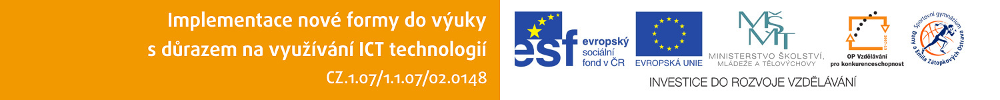 Implementace nové formy do výuky
s důrazem na využívání ICT technologií
CZ.1.07/1.1.07/02.0148
esf
evropský
sociální
fond v ČR
EVROPSKÁ UNIE
MŠMT
MINISTERSTVO ŠKOLSTVÍ,
MLÁDEŽE A TĚLOVÝCHOVY
2007-13
OP Vzdělávání
pro konkurenceschopnost
Sportovní gymnázium
Dany a Emila Zátopkových Ostrava
INVESTICE DO ROZVOJE VZDĚLÁVÁNÍ